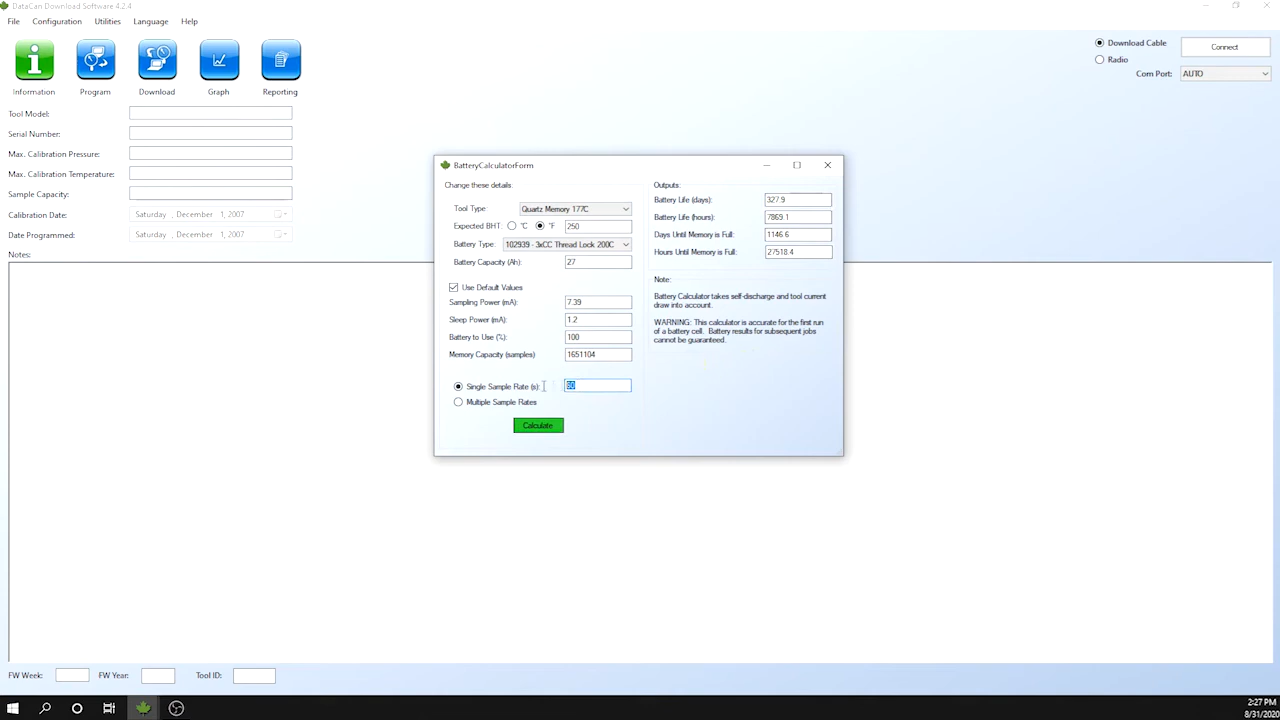 DataCan Download Software 4.2.4
File Configuration Utilities Language Help
Information Program Download Graph Reporting
Download Cable
Connect
Radio
Com Port: AUTO
Tool Model:
Serial Number:
Max. Calibration Pressure:
Max. Calibration Temperature:
Sample Capacity:
Calibration Date: Saturday , December 1, 2007
Date Programmed: Saturday , December 1, 2007
Notes:
BatteryCalculatorForm
Change these details:
Tool Type: Quartz Memory 177C
Expected BHT: °C °F 250
Battery Type: 102939 - 3xCC Thread Lock 200C
Battery Capacity (Ah): 27
Use Default Values
Sampling Power (mA): 7.39
Sleep Power (mA): 1.2
Battery to Use (%): 100
Memory Capacity (samples) 1651104
Single Sample Rate (s): 60
Multiple Sample Rates
Calculate
Outputs:
Battery Life (days): 327.9
Battery Life (hours): 7869.1
Days Until Memory is Full: 1146.6
Hours Until Memory is Full: 27518.4
Note:
Battery Calculator takes self-discharge and tool current
draw into account.
WARNING: This calculator is accurate for the first run
of a battery cell. Battery results for subsequent jobs
cannot be guaranteed.
FW Week: FW Year: Tool ID:
2:27 PM
8/31/2020